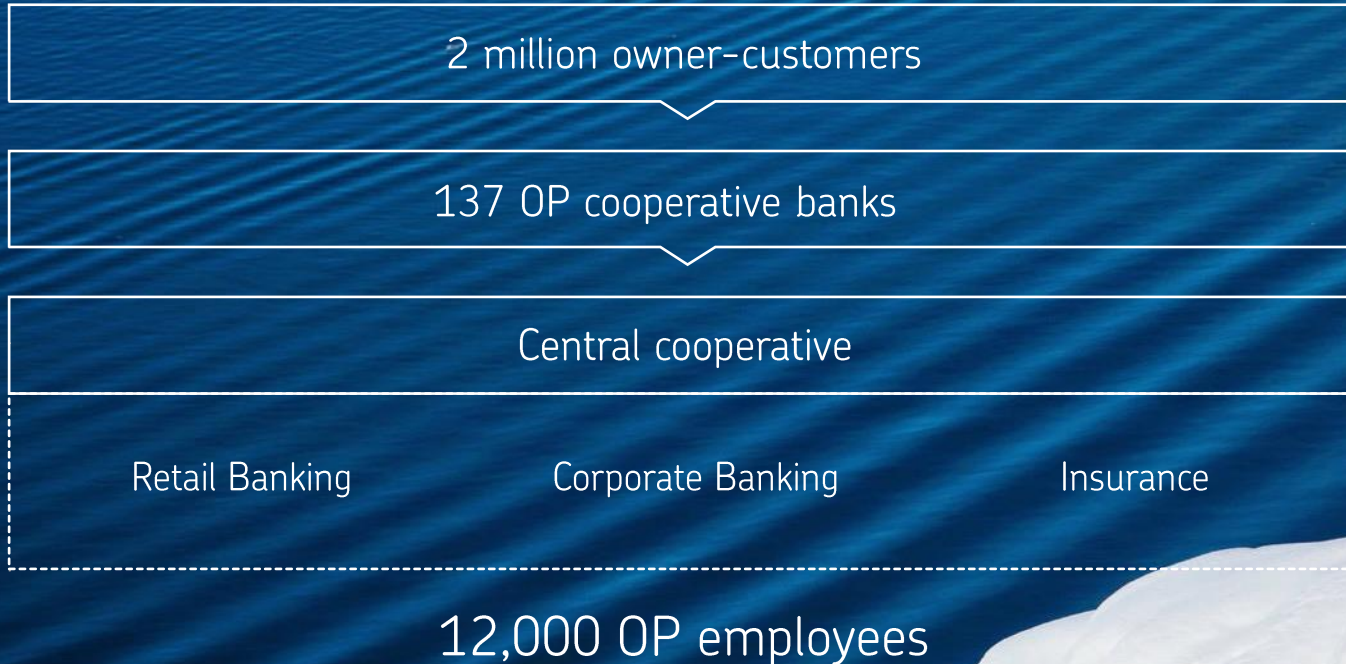 2 million owner-customers
137 OP cooperative banks
Central cooperative
Retail Banking Corporate Banking Insurance
12,000 OP employees